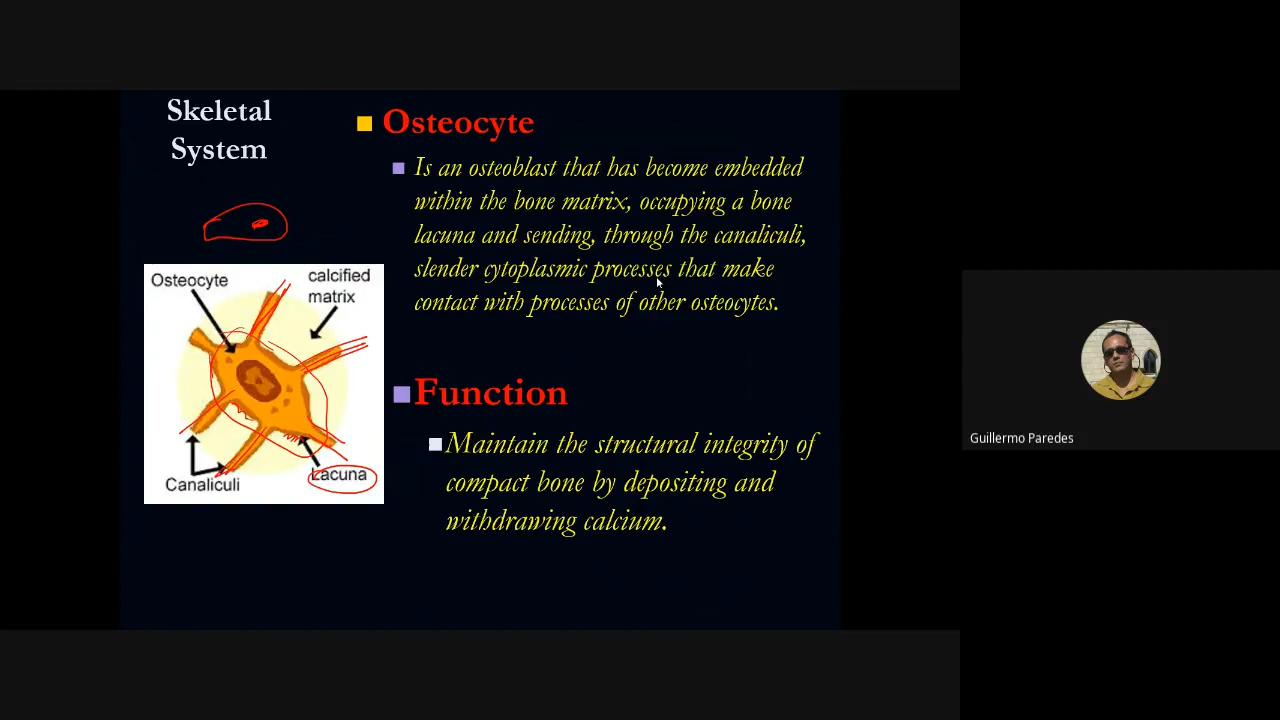 Skeletal
System
Osteocyte
Is an osteoblast that has become embedded
within the bone matrix, occupying a bone
lacuna and sending, through the canaliculi,
slender cytoplasmic processes that make
contact with processes of other osteocytes.
Osteocyte
calcified
matrix
Canaliculi
Lacuna
Function
Maintain the structural integrity of
compact bone by depositing and
withdrawing calcium.
Guillermo Paredes